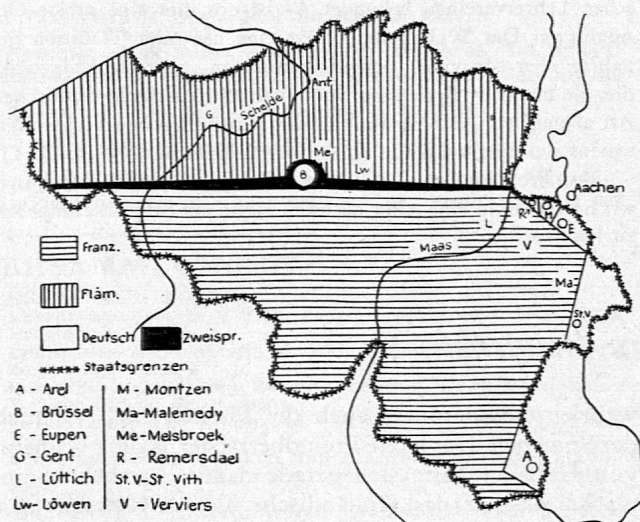 Ant.
G
Schelde
Me
B
Lw
Aachen
R
M
E
L
V
Maas
Ma
St.V
A
Franz.
Fläm.
Deutsch
Zweispr.
Staatsgrenzen
A - Arel
B - Brüssel
E - Eupen
G - Gent
L - Lüttich
Lw- Löwen
M - Montzen
Ma-Malemedy
Me - Melsbroek
R - Remersdael
St.V-St. Vith
V - Verviers